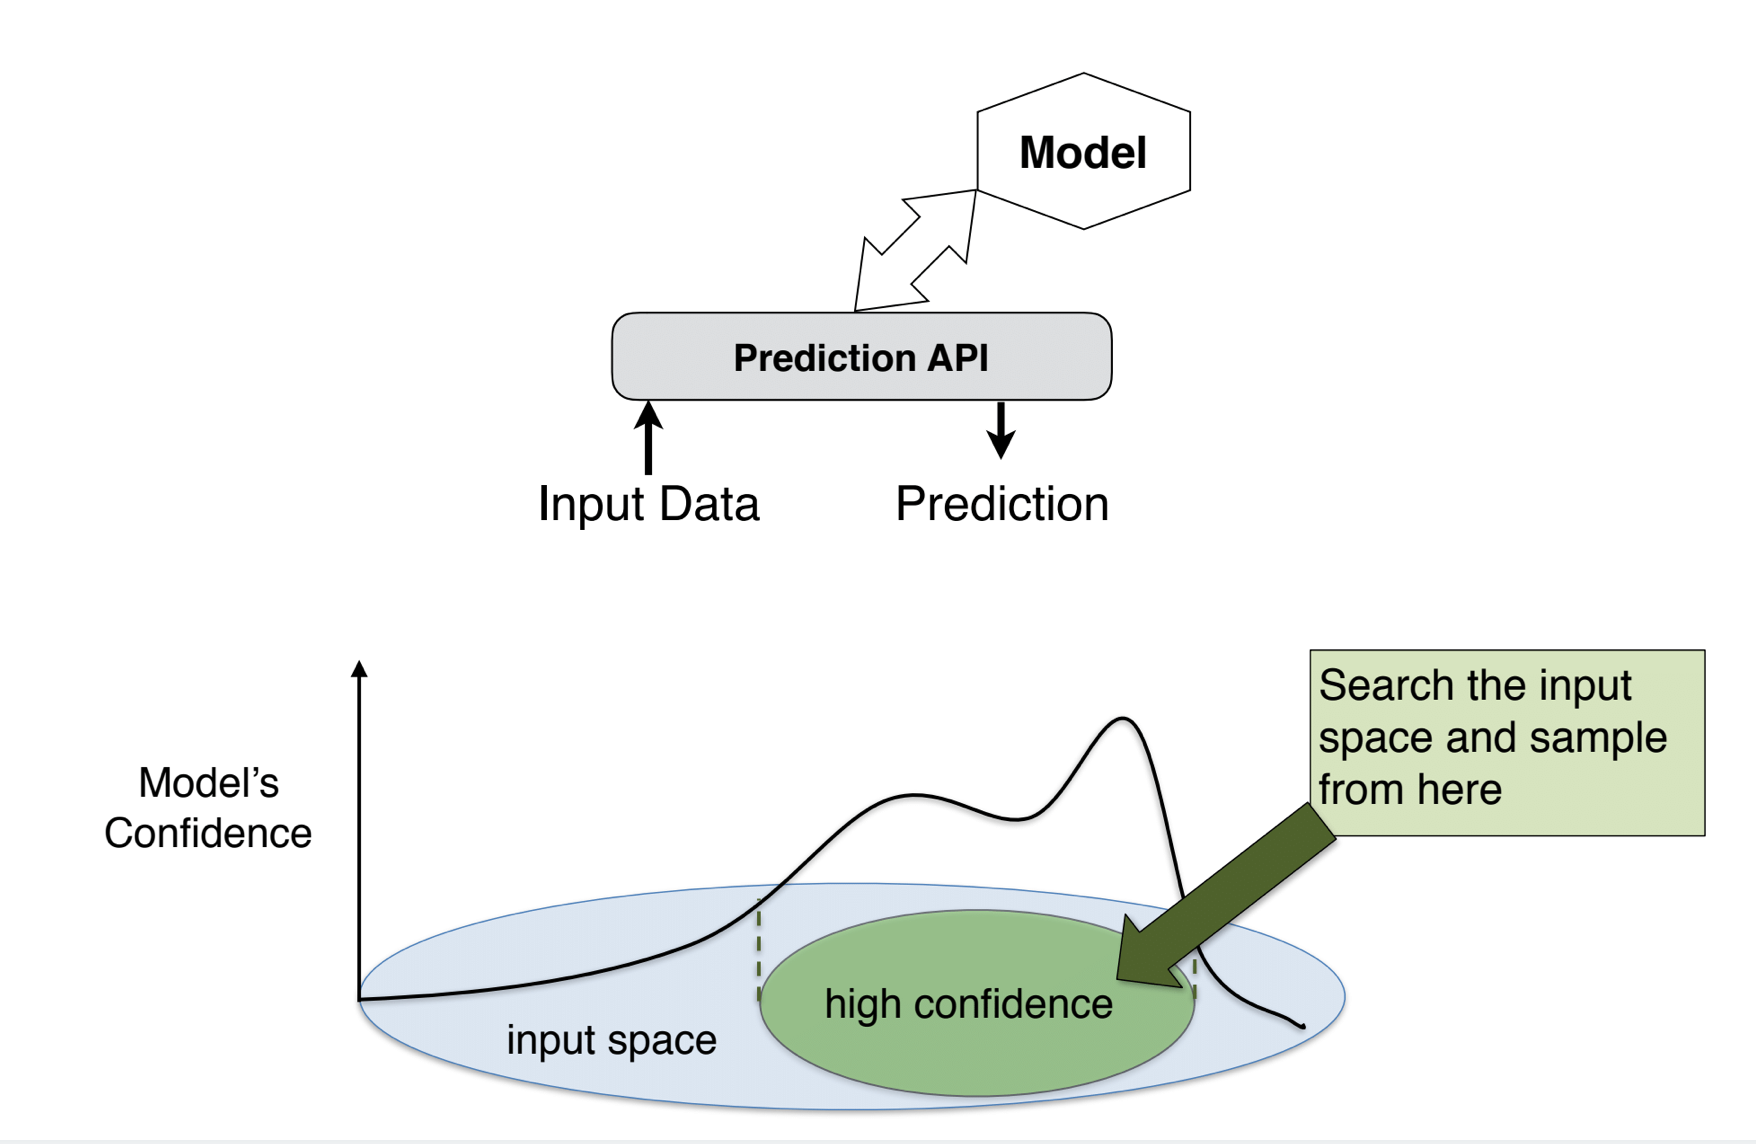 Model
Prediction API
Input Data
Prediction
Model’s
Confidence
Search the input
space and sample
from here
high confidence
input space